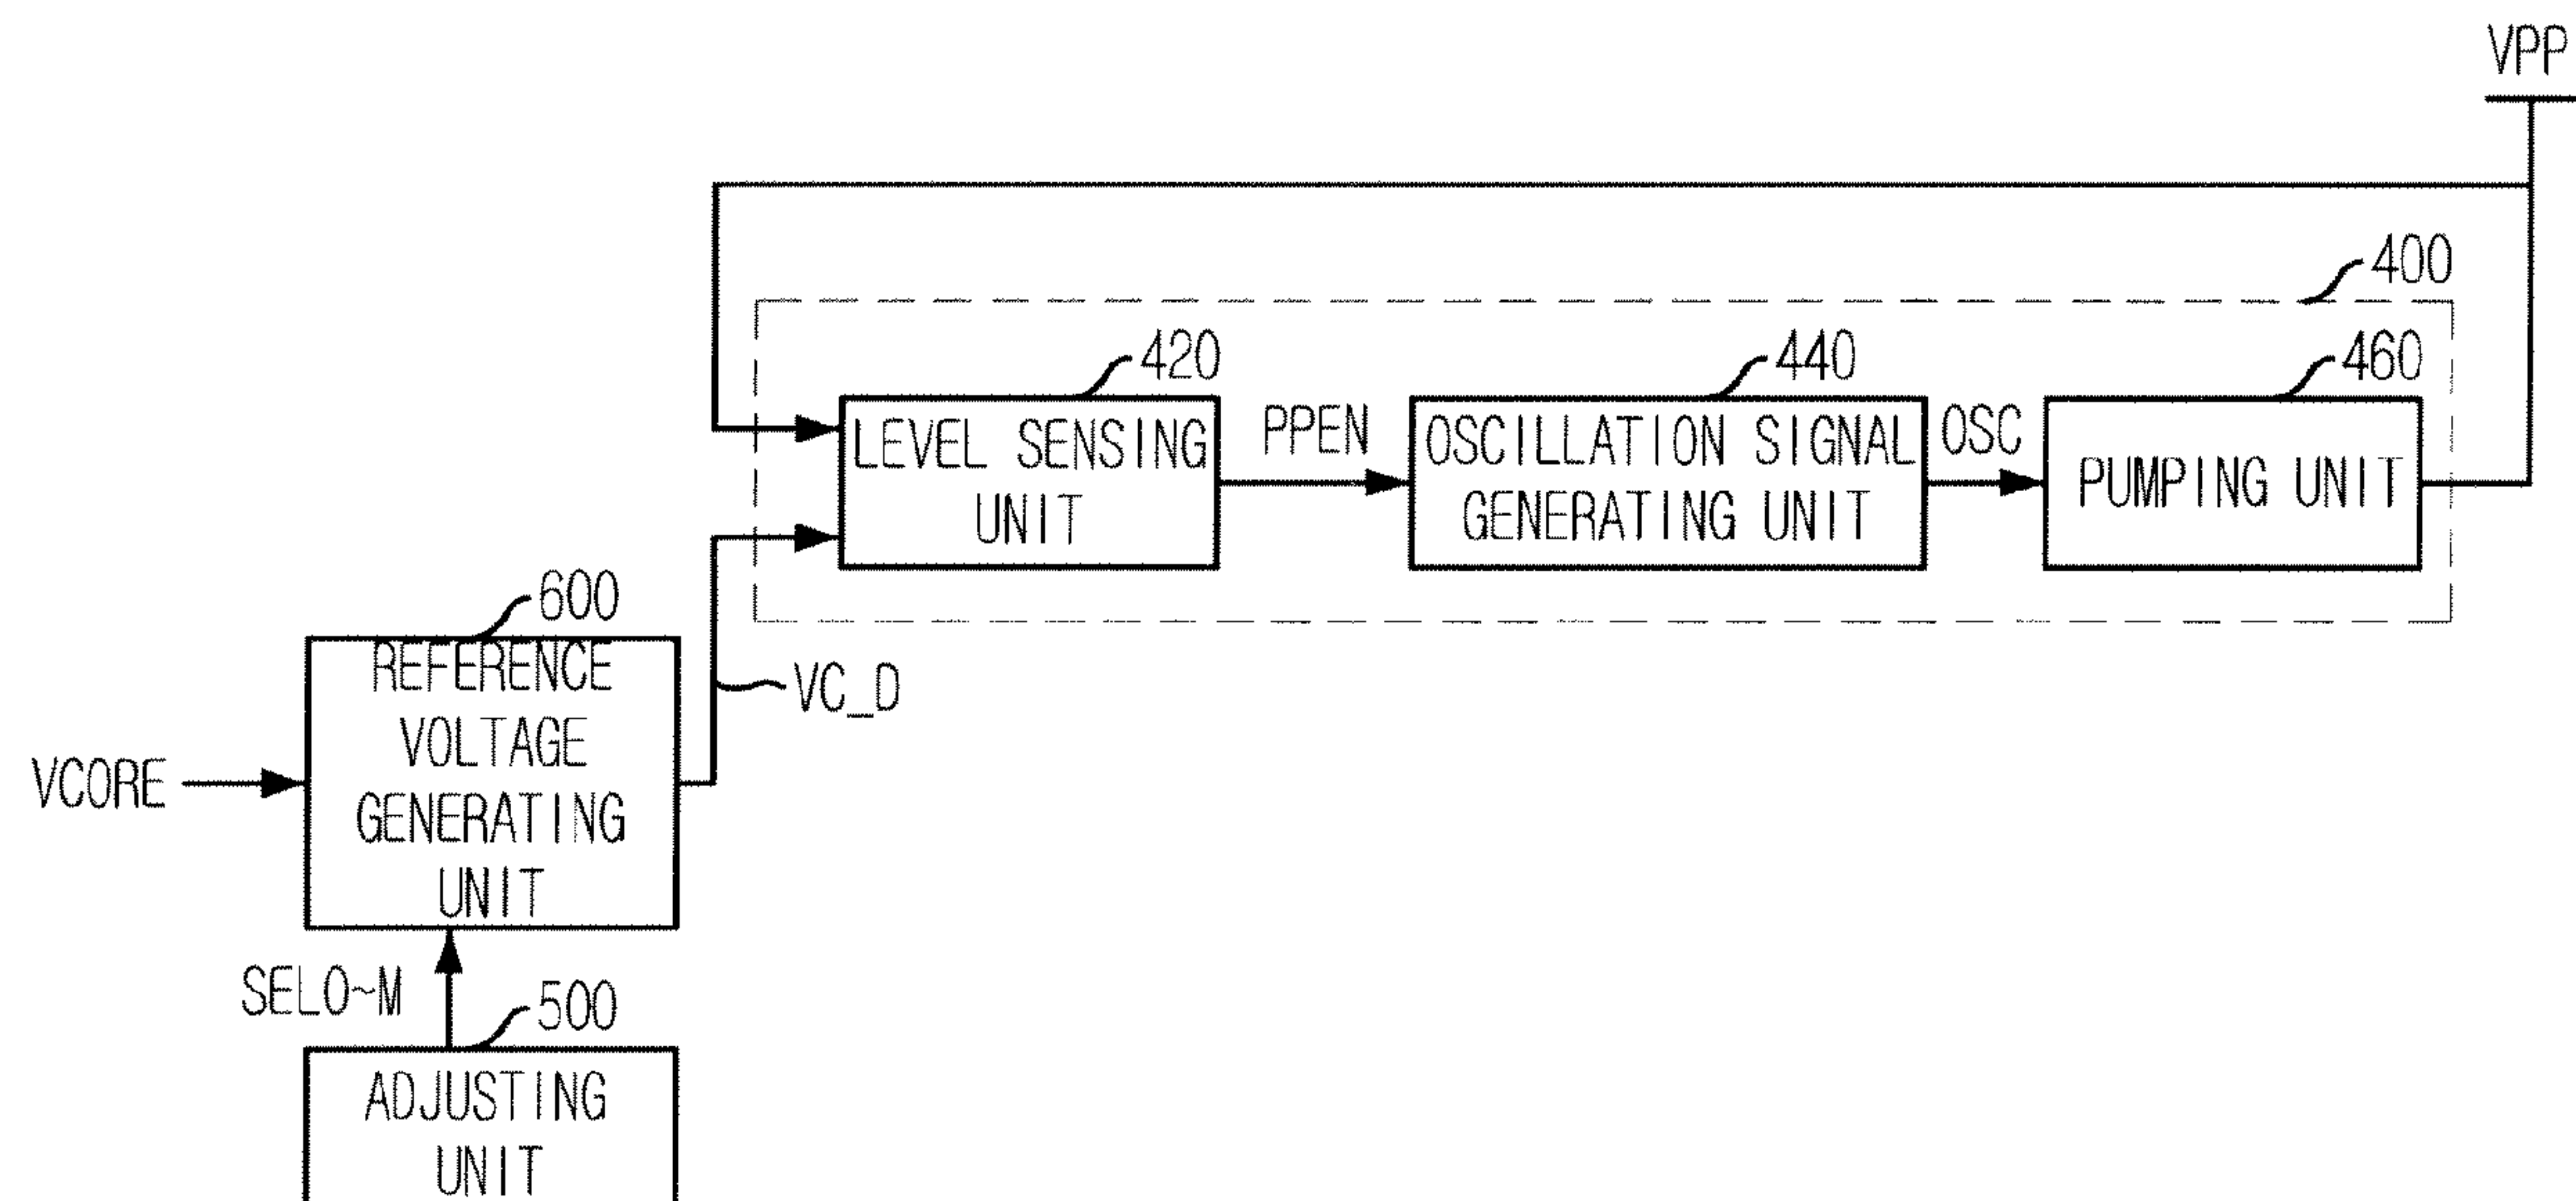 VPP
400
420
440
460
LEVEL SENSING
UNIT
PPEN
OSCILLATION SIGNAL
GENERATING UNIT
OSC
PUMPING UNIT
600
REFERENCE
VOLTAGE
GENERATING
UNIT
VC_D
VCORE
SEL0~M
500
ADJUSTING
UNIT